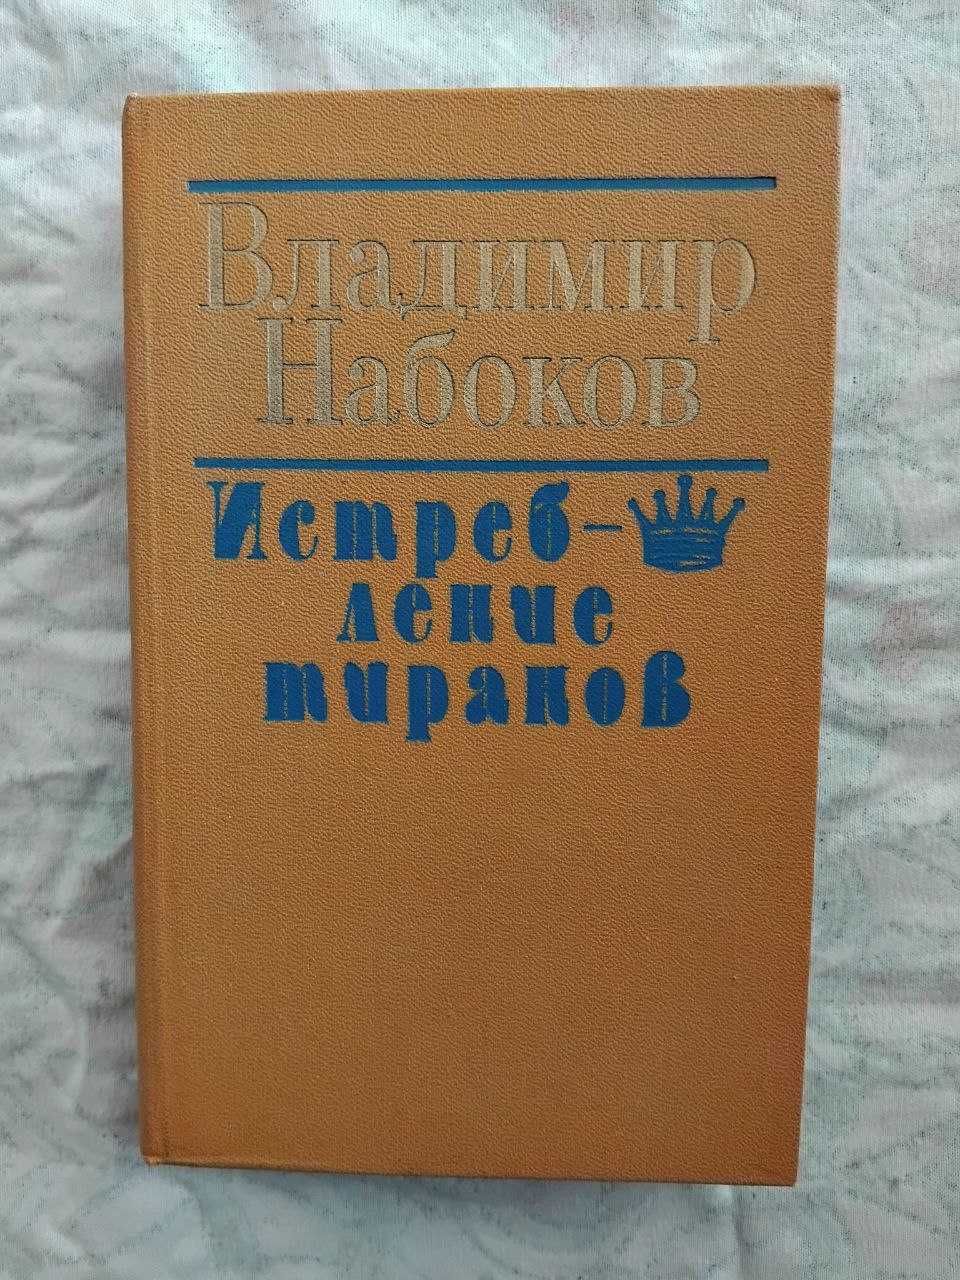 Владимир
Набоков
Истреб-
ление
тиранов